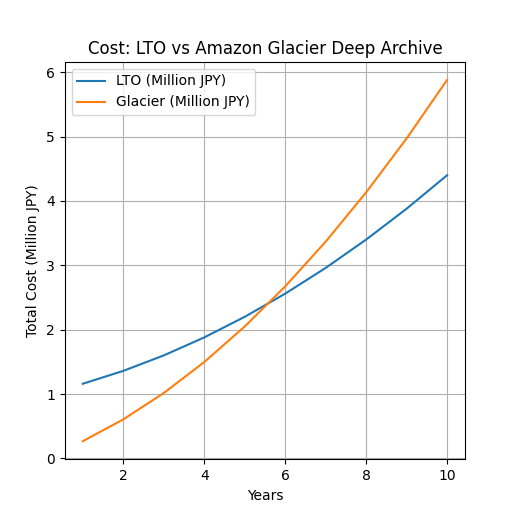 Cost: LTO vs Amazon Glacier Deep Archive
LTO (Million JPY)
Glacier (Million JPY)
Total Cost (Million JPY)
6
5
4
3
2
1
0
2 4 6 8 10
Years